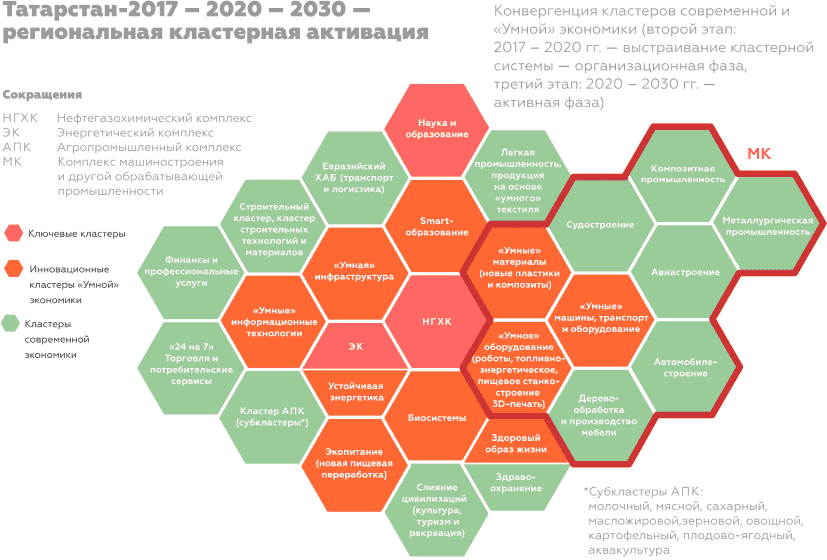 Татарстан-2017 – 2020 – 2030 –
региональная кластерная активация
Конвергенция кластеров современной и
«Умной» экономики (второй этап:
2017 – 2020 гг. — выстраивание кластерной
системы — организационная фаза,
третий этап: 2020 – 2030 гг. —
активная фаза)
Сокращения
НГХК Нефтегазохимический комплекс
ЭК Энергетический комплекс
АПК Агропромышленный комплекс
МК Комплекс машиностроения
и другой обрабатывающей
промышленности
Ключевые кластеры
Инновационные
кластеры «Умной»
экономики
Кластеры
современной
экономики
Наука и
образование
Евразийский
ХАБ (транспорт
и логистика)
Легкая
промышленность,
продукция
на основе
«умного»
текстиля
Композитная
промышленность
МК
Строительный
кластер, кластер
строительных
технологий и
материалов
Smart-
образование
Судостроение
Металлургическая
промышленность
Финансы и
профессиональные
услуги
«Умная»
инфраструктура
«Умные»
материалы
(новые пластики
и композиты)
Авиастроение
«Умные»
информационные
технологии
НГХК
«Умные»
машины, транспорт
и оборудование
«24 на 7»
Торговля и
потребительские
сервисы
ЭК
Устойчивая
энергетика
«Умное»
оборудование
(роботы, топливно-
энергетическое,
пищевое станко-
строение
3D-печать)
Автомобиле-
строение
Кластер АПК
(субкластеры*)
Биосистемы
Дерево-
обработка
и производство
мебели
Экопитание
(новая пищевая
переработка)
Здоровый
образ жизни
Здраво-
охранение
Слияние
цивилизаций
(культура,
туризм и
рекреация)
*Субкластеры АПК:
молочный, мясной, сахарный,
масложировой,зерновой, овощной,
картофельный, плодово-ягодный,
аквакультура